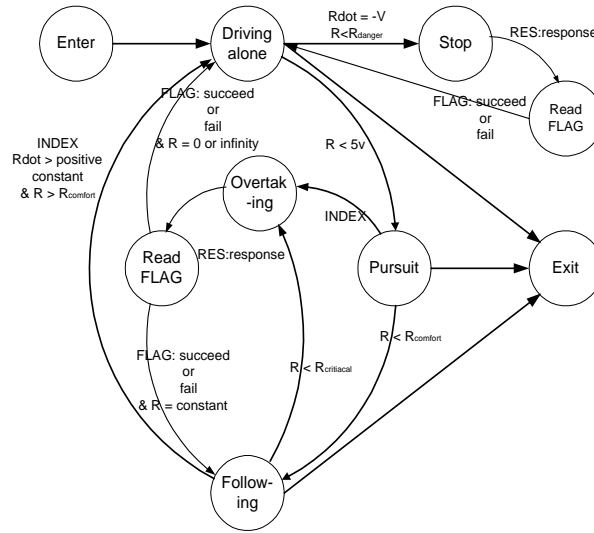 Enter
Driving
alone
Rdot = -V
R<Rdanger
Stop
RES:response
Read
FLAG
FLAG: succeed
or
fail
FLAG: succeed
or
fail
& R = 0 or infinity
INDEX
Rdot > positive
constant
& R > Rcomfort
R < 5v
Overtak
-ing
INDEX
RES:response
Read
FLAG
Pursuit
Exit
R < Rcomfort
FLAG: succeed
or
fail
& R = constant
R < Rcritiacal
Follow-
ing